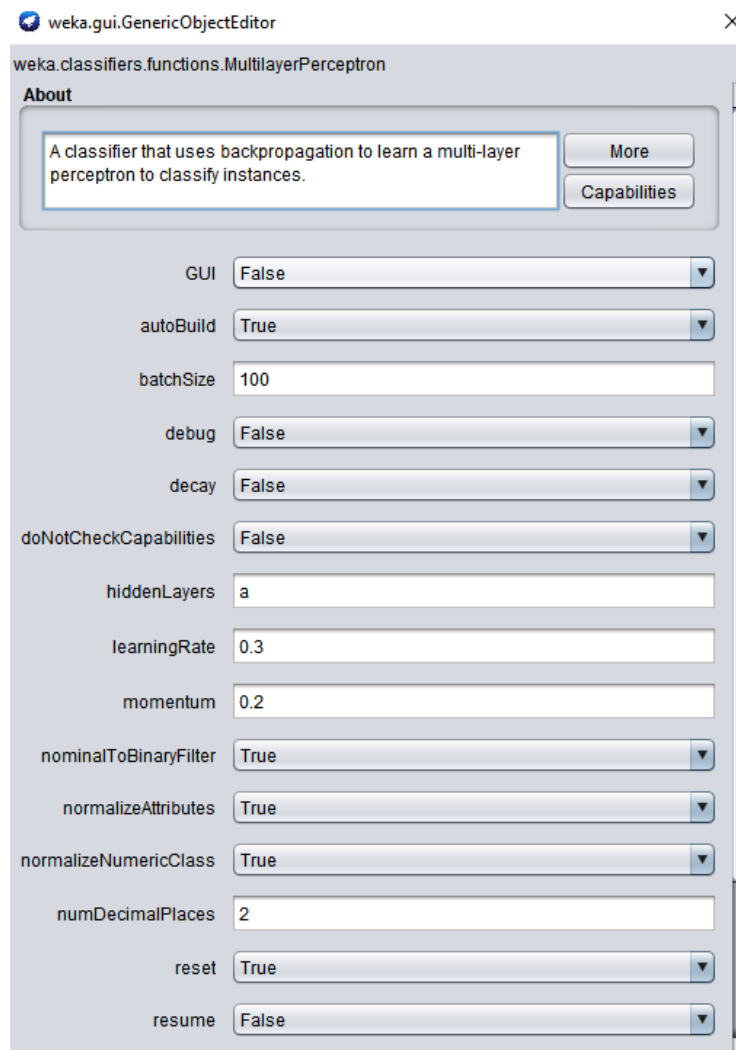 weka.gui.GenericObjectEditor
weka.classifiers.functions.MultilayerPerceptron
About
A classifier that uses backpropagation to learn a multi-layer
perceptron to classify instances.
More
Capabilities
GUI False
autoBuild True
batchSize 100
debug False
decay False
doNotCheckCapabilities False
hiddenLayers a
learningRate 0.3
momentum 0.2
nominalToBinaryFilter True
normalizeAttributes True
normalizeNumericClass True
numDecimalPlaces 2
reset True
resume False